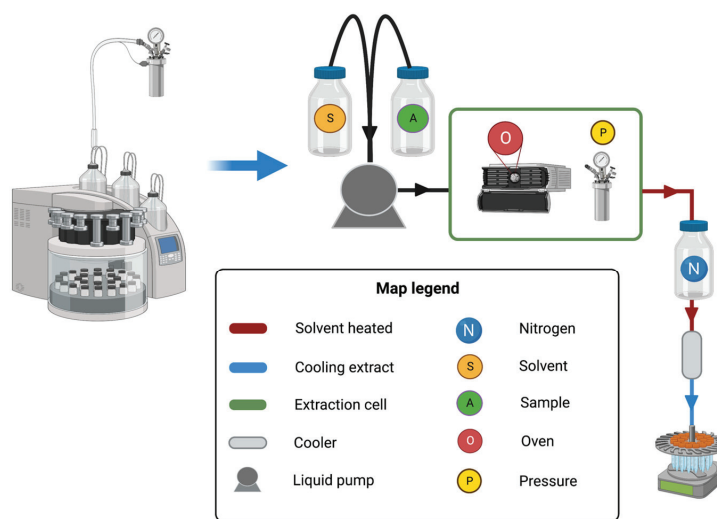 S
A
O
P
N
Map legend
Solvent heated
N
Nitrogen
Cooling extract
S
Solvent
Extraction cell
A
Sample
Cooler
O
Oven
Liquid pump
P
Pressure